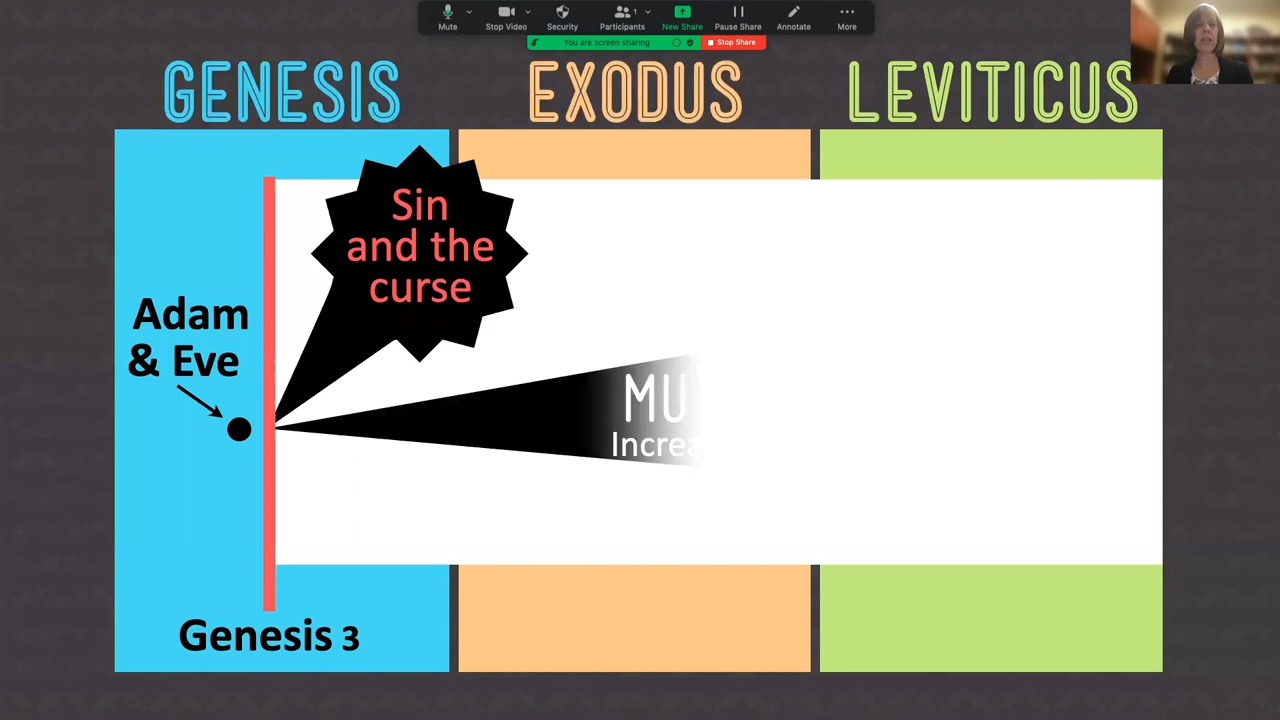 Mute
Stop Video
Security
Participants
1
New Share
Pause Share
Annotate
More
You are screen sharing
Stop Share
GENESIS
EXODUS
LEVITICUS
Sin
and the
curse
Adam
& Eve
MU
Increa
Genesis 3